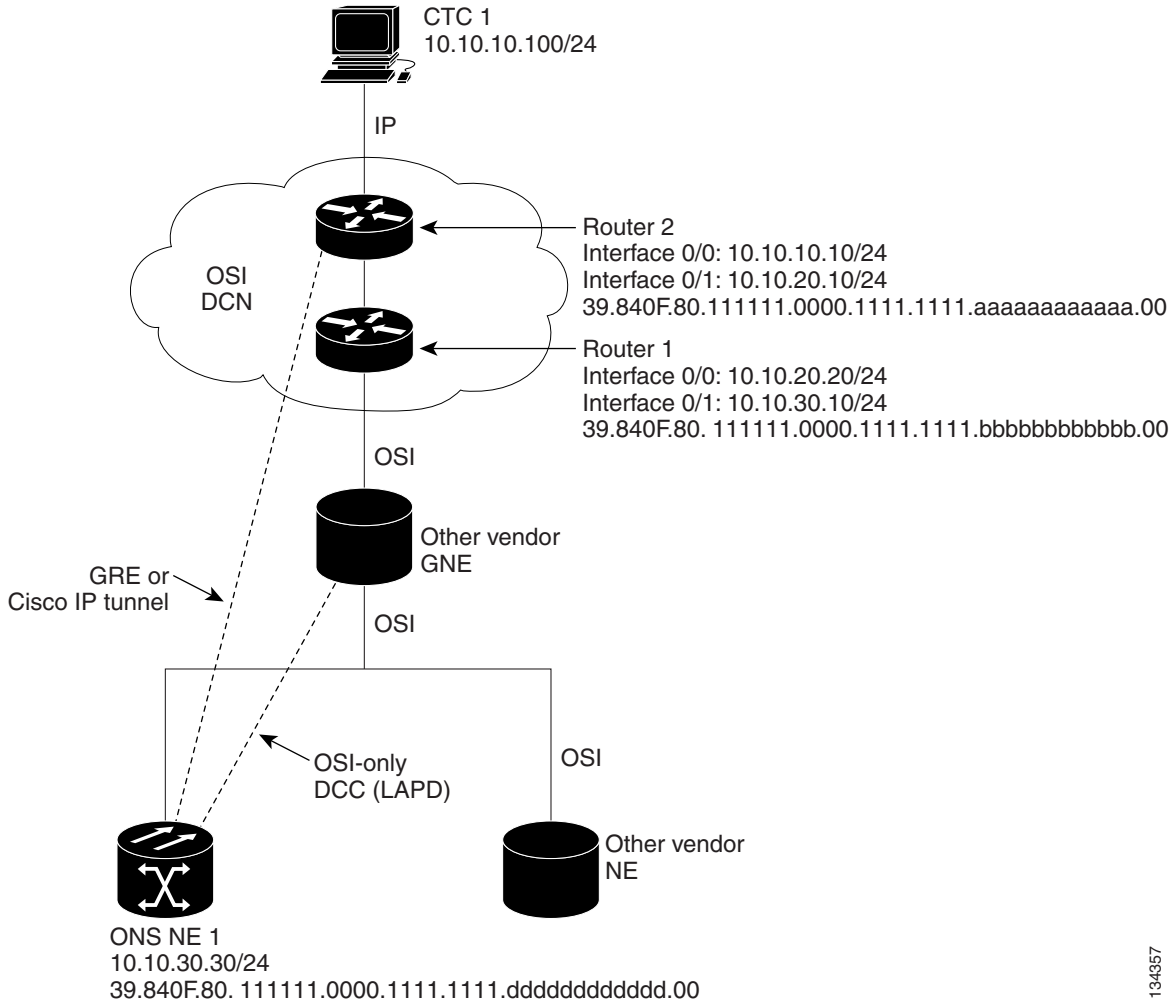 CTC 1
10.10.10.100/24
IP
OSI
DCN
Router 2
Interface 0/0: 10.10.10.10/24
Interface 0/1: 10.10.20.10/24
39.840F.80.111111.0000.1111.1111.aaaaaaaaaaaa.00
Router 1
Interface 0/0: 10.10.20.20/24
Interface 0/1: 10.10.30.10/24
39.840F.80. 111111.0000.1111.1111.bbbbbbbbbbbb.00
OSI
Other vendor
GNE
GRE or
Cisco IP tunnel
OSI
OSI-only
DCC (LAPD)
OSI
Other vendor
NE
ONS NE 1
10.10.30.30/24
39.840F.80. 111111.0000.1111.1111.dddddddddddd.00
134357